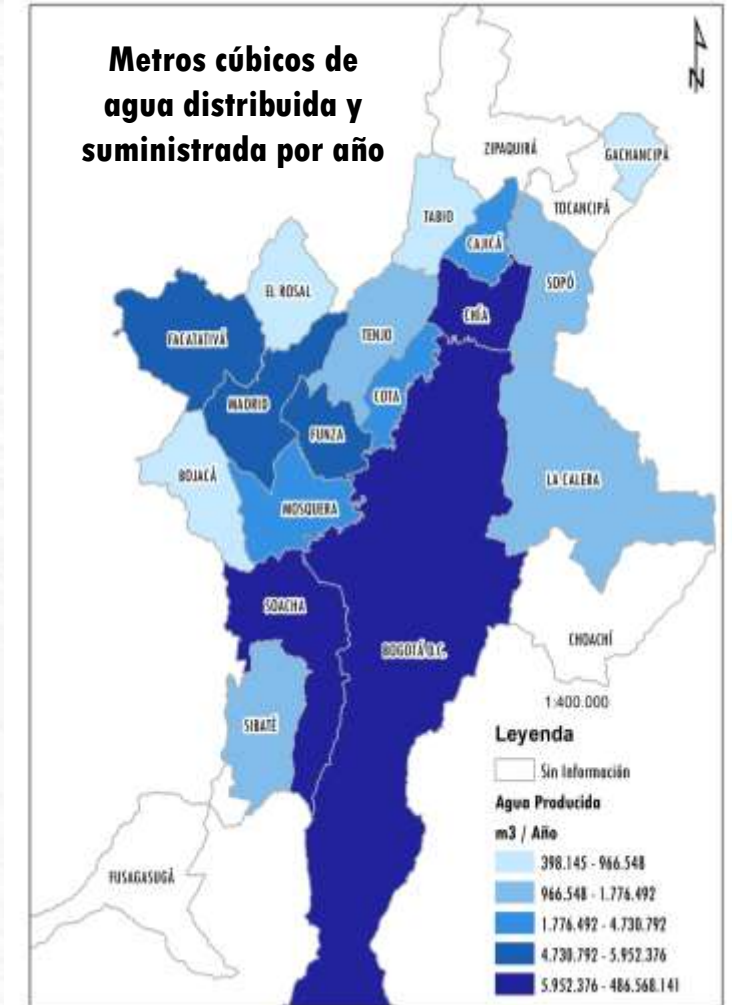 Metros cúbicos de
agua distribuida y
suministrada por año
N
ZIPAQUIRÁ
GACHANCIPÁ
TOCANCIPÁ
TABIO
CAJICÁ
SOPÓ
EL ROSAL
CHÍA
FACATATIVÁ
TENJO
COTA
MADRID
FUNZA
BOJACÁ
LA CALERA
MOSQUERA
SOACHA
BOGOTÁ D.C.
CHOACHÍ
SIBATÉ
FUSAGASUGÁ
1:400.000
Leyenda
Sin Información
Agua Producida
m3 / Año
398.145 - 966.548
966.548 - 1.776.492
1.776.492 - 4.730.792
4.730.792 - 5.952.376
5.952.376 - 486.568.141